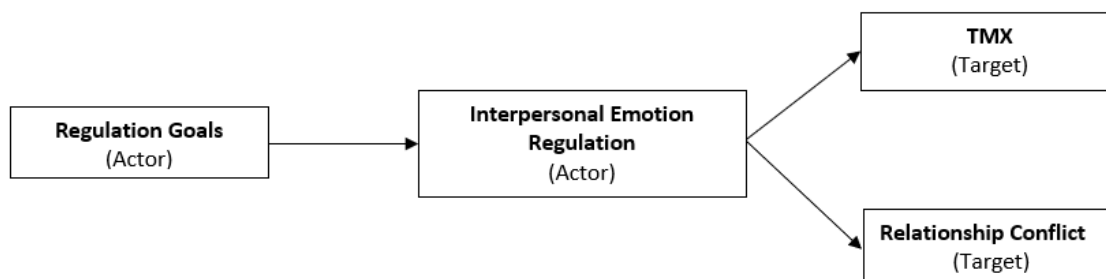 Regulation Goals
(Actor)
Interpersonal Emotion
Regulation
(Actor)
TMX
(Target)
Relationship Conflict
(Target)